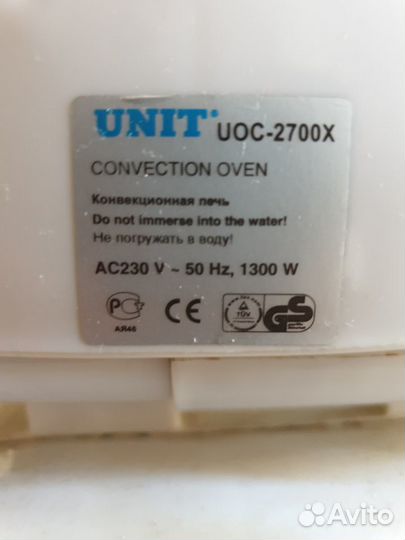 UNIT
UOC-2700X
CONVECTION OVEN
Конвекционная печь
Do not immerse into the water!
Не погружать в воду!
AC230 V ~ 50 Hz, 1300 W
АЯ46
CE
TÜV
GS
Avito